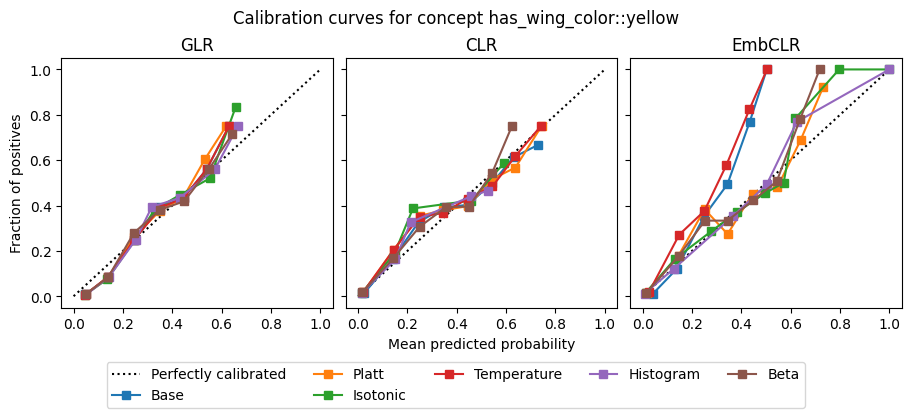 Calibration curves for concept has_wing_color::yellow
GLR
CLR
EmbCLR
Fraction of positives
1.0
0.8
0.6
0.4
0.2
0.0
0.0 0.2 0.4 0.6 0.8 1.0
0.0 0.2 0.4 0.6 0.8 1.0
0.0 0.2 0.4 0.6 0.8 1.0
Mean predicted probability
Perfectly calibrated Platt Temperature Histogram Beta
Base Isotonic